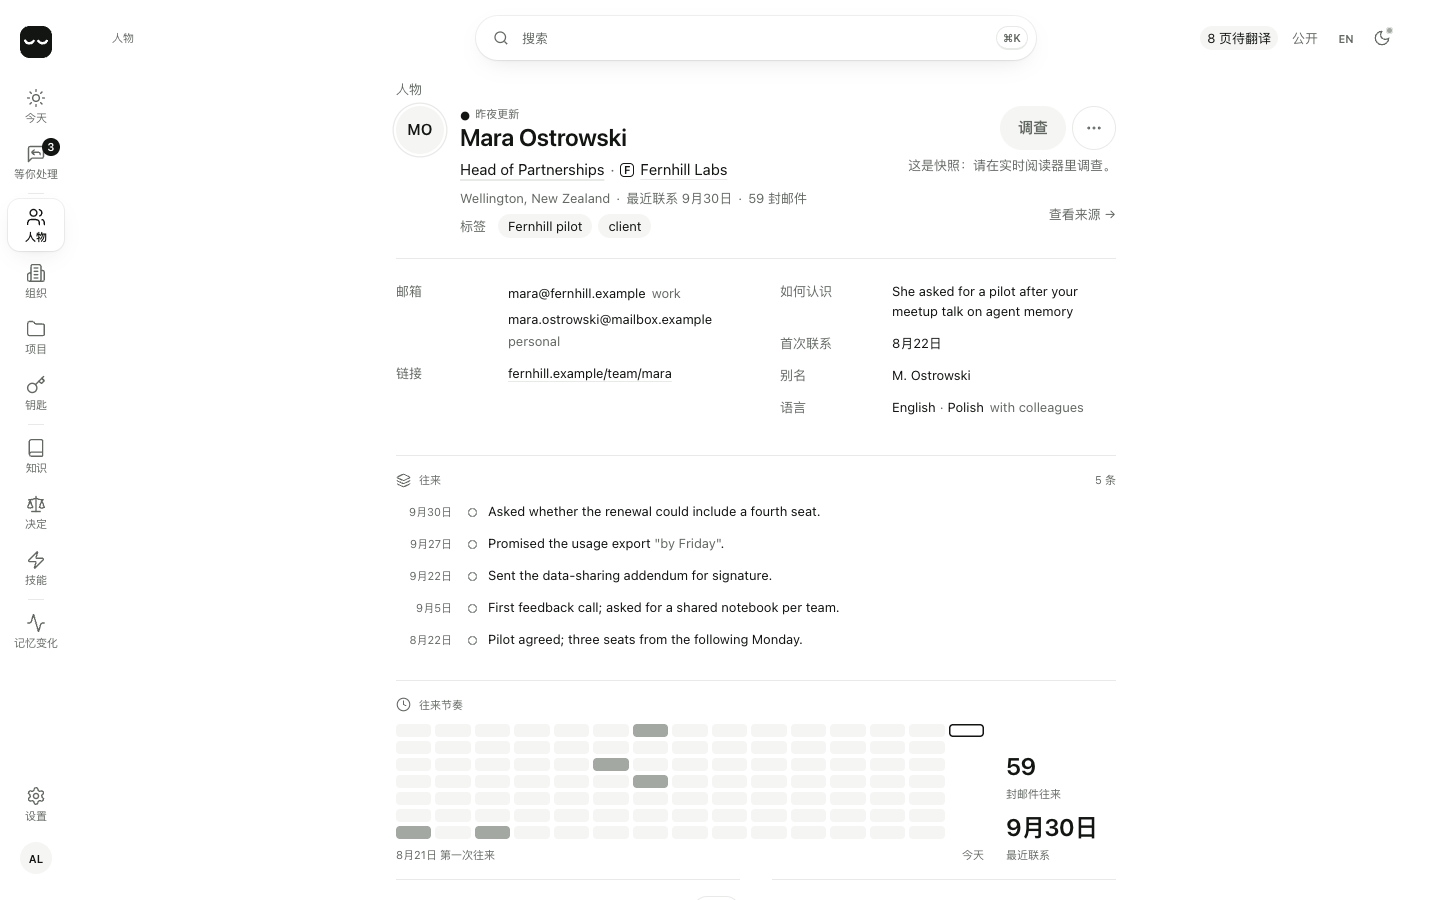 人物
搜索
⌘K
8 页待翻译
公开
EN
今天
3
等你处理
人物
组织
项目
钥匙
知识
决定
技能
记忆变化
设置
AL
人物
MO
昨夜更新
Mara Ostrowski
Head of Partnerships · F Fernhill Labs
Wellington, New Zealand · 最近联系 9月30日 · 59 封邮件
标签 Fernhill pilot client
调查
这是快照：请在实时阅读器里调查。
查看来源 →
邮箱
mara@fernhill.example work
mara.ostrowski@mailbox.example
personal
链接
fernhill.example/team/mara
如何认识
She asked for a pilot after your
meetup talk on agent memory
首次联系
8月22日
别名
M. Ostrowski
语言
English · Polish with colleagues
往来
5 条
9月30日 Asked whether the renewal could include a fourth seat.
9月27日 Promised the usage export "by Friday".
9月22日 Sent the data-sharing addendum for signature.
9月5日 First feedback call; asked for a shared notebook per team.
8月22日 Pilot agreed; three seats from the following Monday.
往来节奏
59
封邮件往来
9月30日
最近联系
8月21日 第一次往来
今天